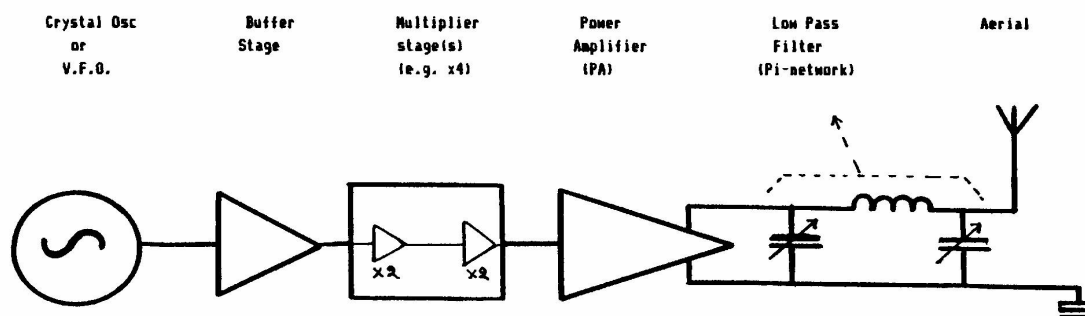 Crystal Osc
or
V.F.O.
Buffer
Stage
Multiplier
stage(s)
(e.g. x4)
Power
Amplifier
(PA)
Low Pass
Filter
(Pi-network)
Aerial
x2
x2